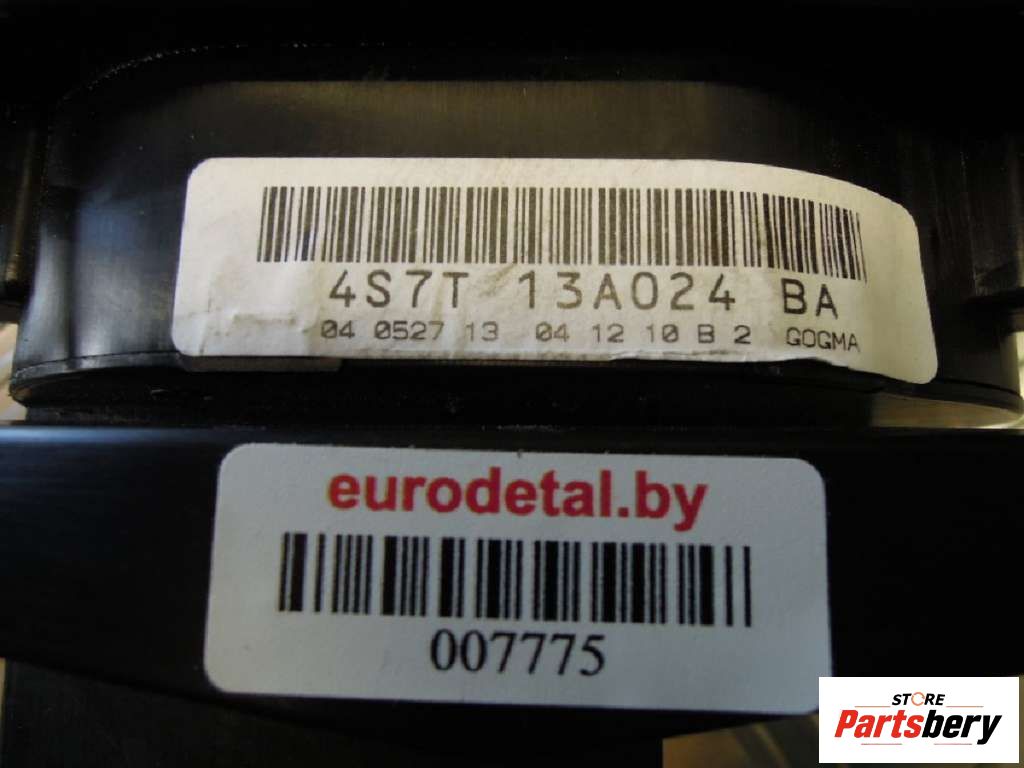 4S7T 13A024 BA
04 0527 13 04 12 10 B 2 GOGMA
eurodetal.by
007775
STORE
Partsbery